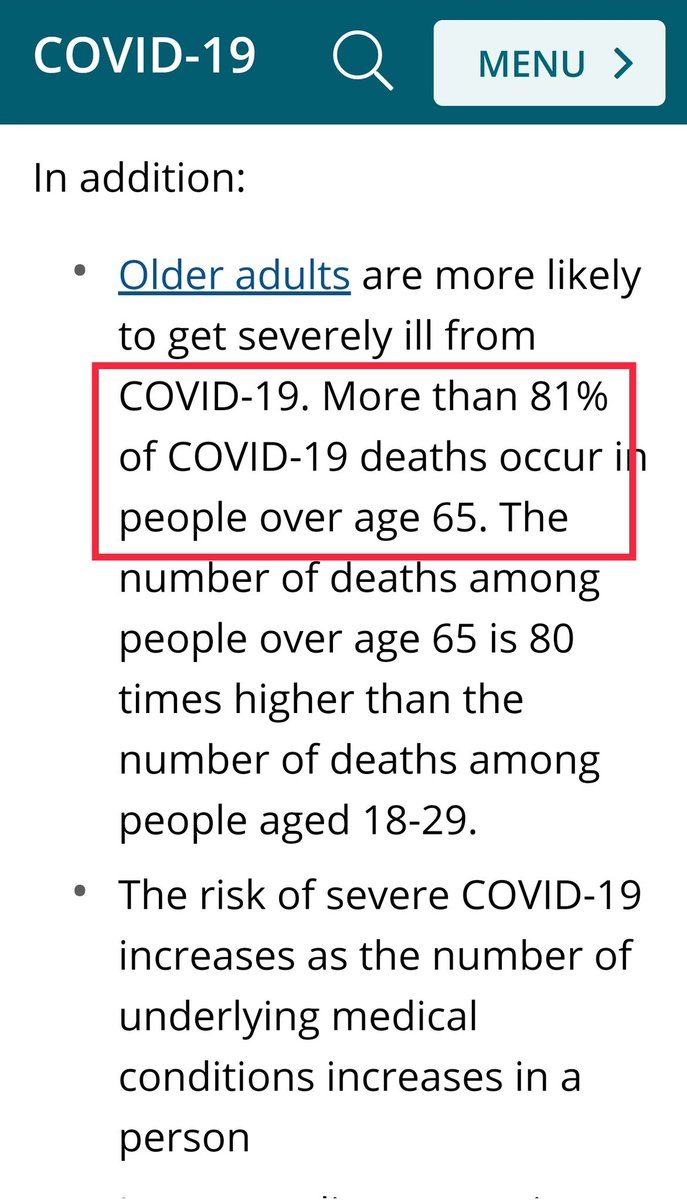 COVID-19
MENU
In addition:
Older adults are more likely
to get severely ill from
COVID-19. More than 81%
of COVID-19 deaths occur in
people over age 65. The
number of deaths among
people over age 65 is 80
times higher than the
number of deaths among
people aged 18-29.
The risk of severe COVID-19
increases as the number of
underlying medical
conditions increases in a
person